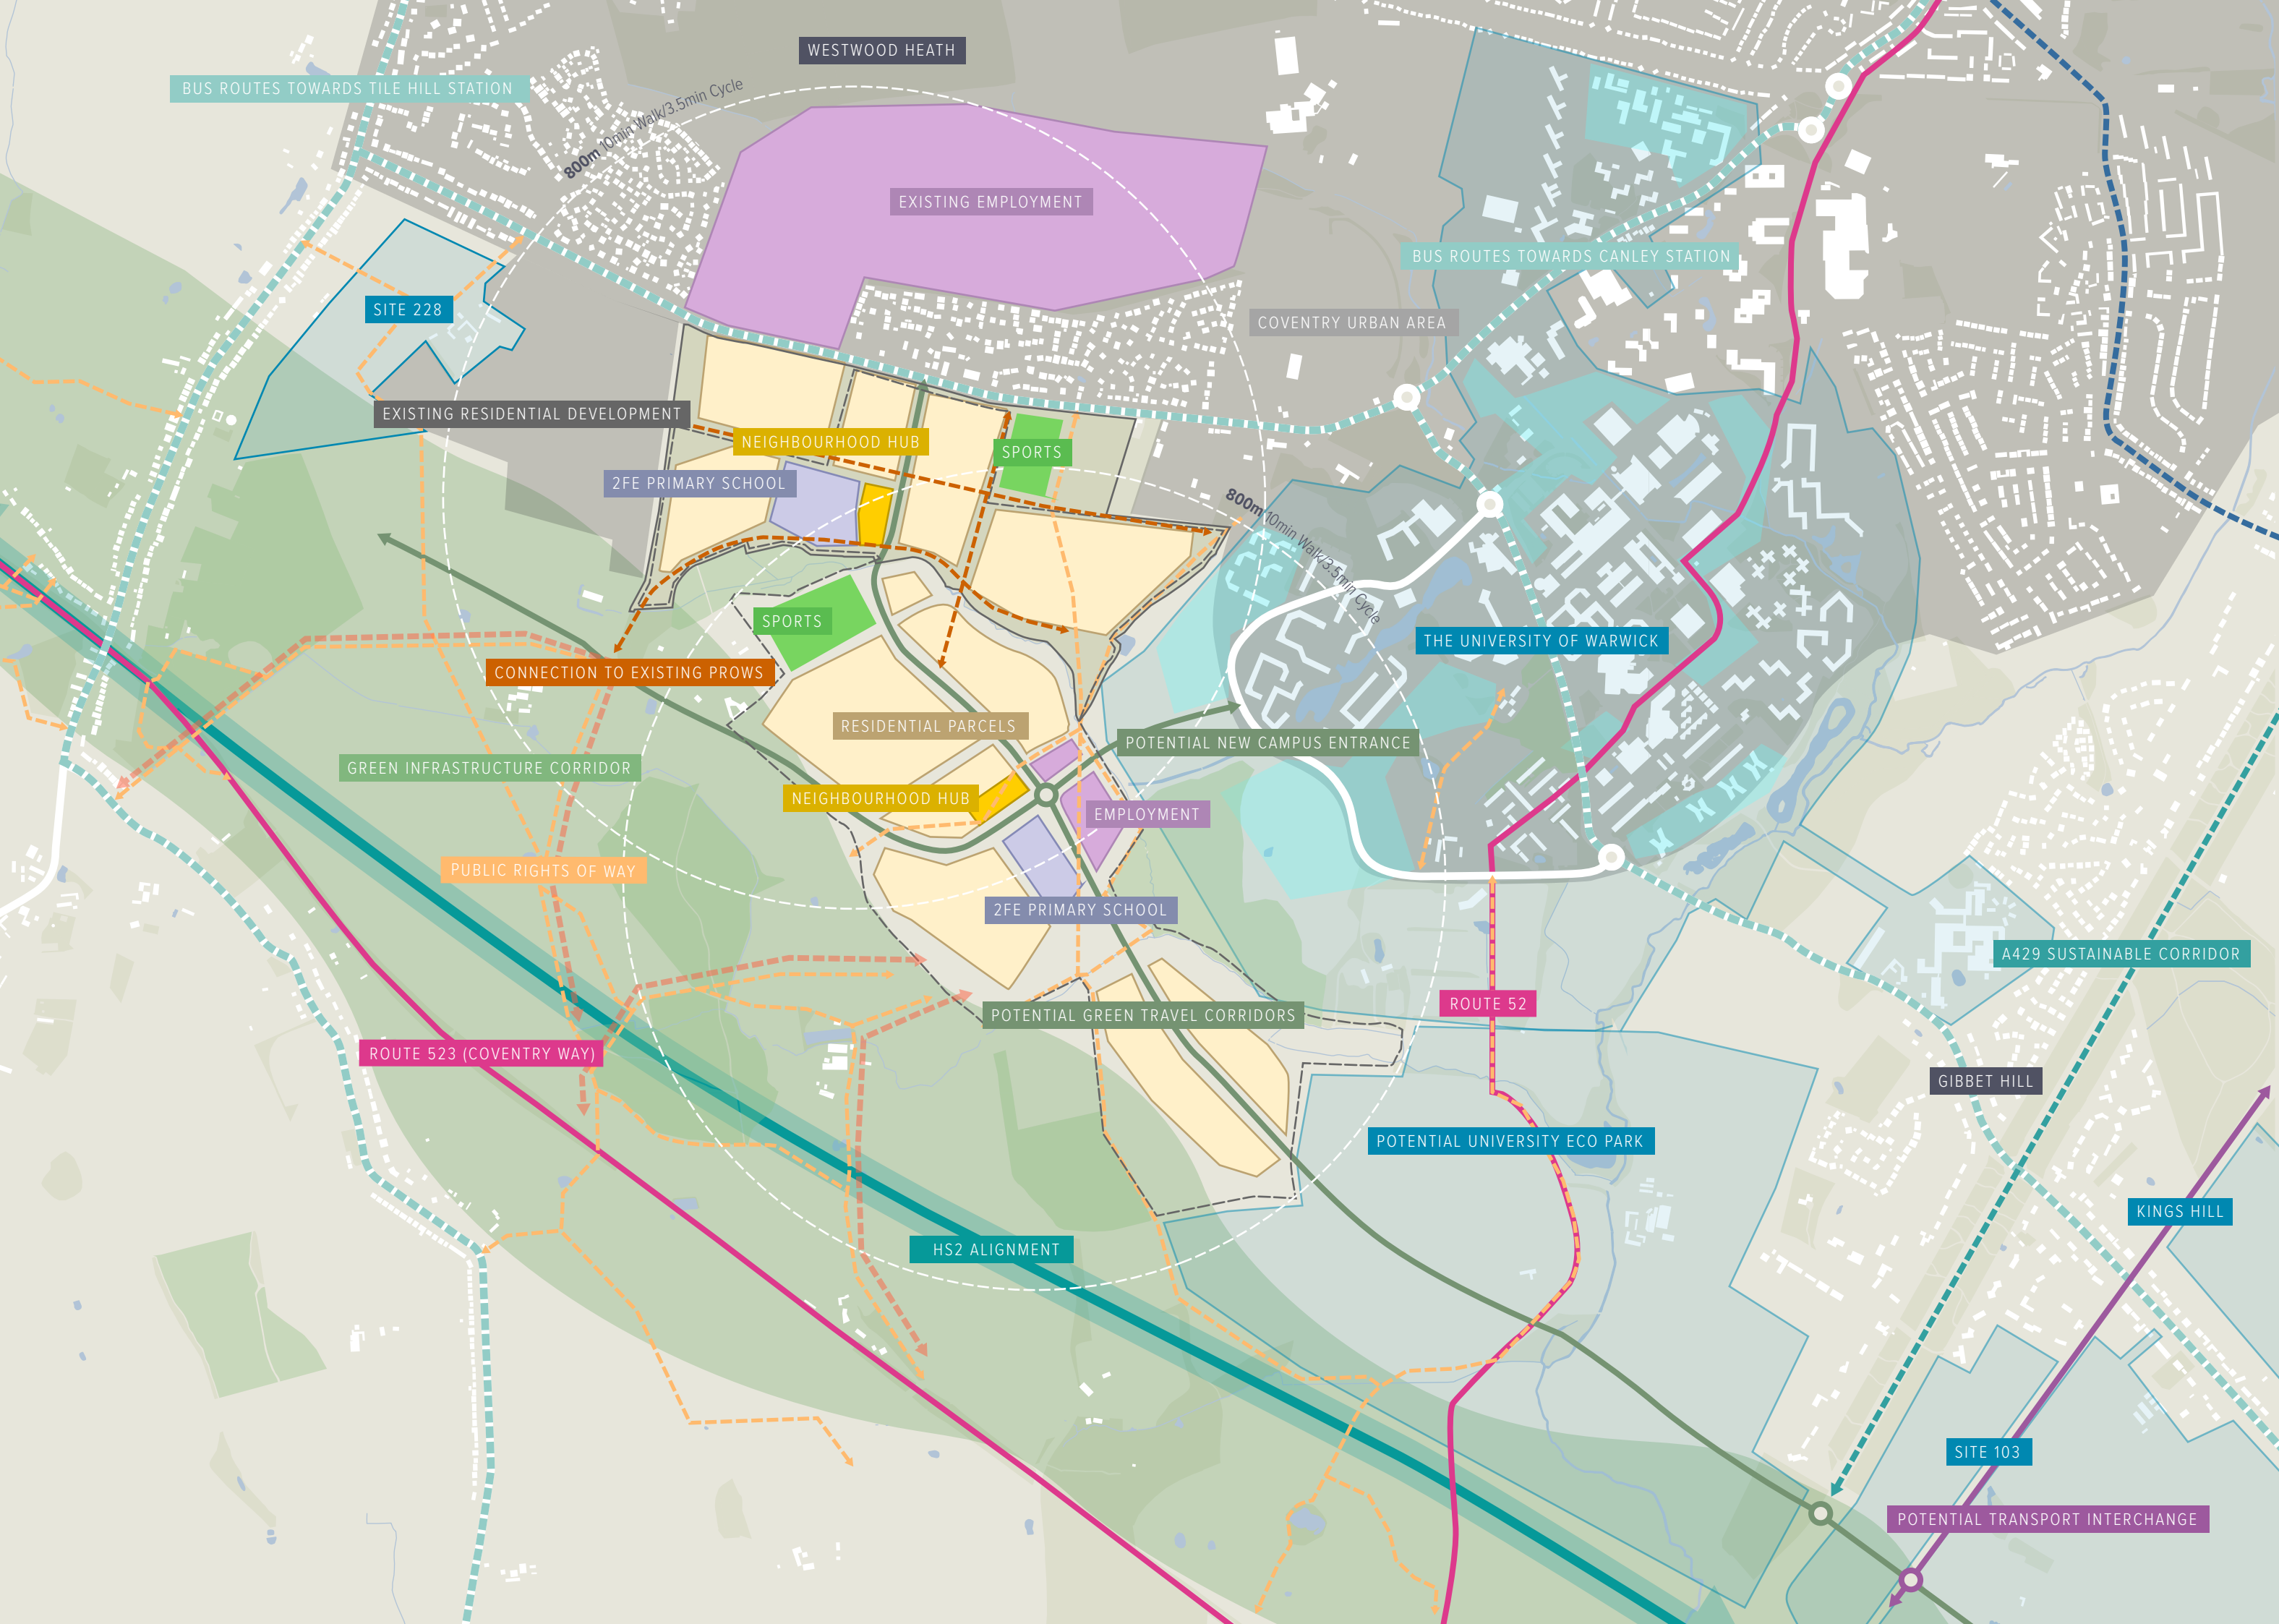 WESTWOOD HEATH
BUS ROUTES TOWARDS TILE HILL STATION
800m 10min Walk/3.5min Cycle
EXISTING EMPLOYMENT
BUS ROUTES TOWARDS CANLEY STATION
SITE 228
COVENTRY URBAN AREA
EXISTING RESIDENTIAL DEVELOPMENT
NEIGHBOURHOOD HUB
SPORTS
2FE PRIMARY SCHOOL
800m 10min Walk/3.5min Cycle
SPORTS
THE UNIVERSITY OF WARWICK
CONNECTION TO EXISTING PROWS
RESIDENTIAL PARCELS
POTENTIAL NEW CAMPUS ENTRANCE
GREEN INFRASTRUCTURE CORRIDOR
NEIGHBOURHOOD HUB
EMPLOYMENT
PUBLIC RIGHTS OF WAY
2FE PRIMARY SCHOOL
A429 SUSTAINABLE CORRIDOR
ROUTE 52
POTENTIAL GREEN TRAVEL CORRIDORS
ROUTE 523 (COVENTRY WAY)
GIBBET HILL
POTENTIAL UNIVERSITY ECO PARK
KINGS HILL
HS2 ALIGNMENT
SITE 103
POTENTIAL TRANSPORT INTERCHANGE